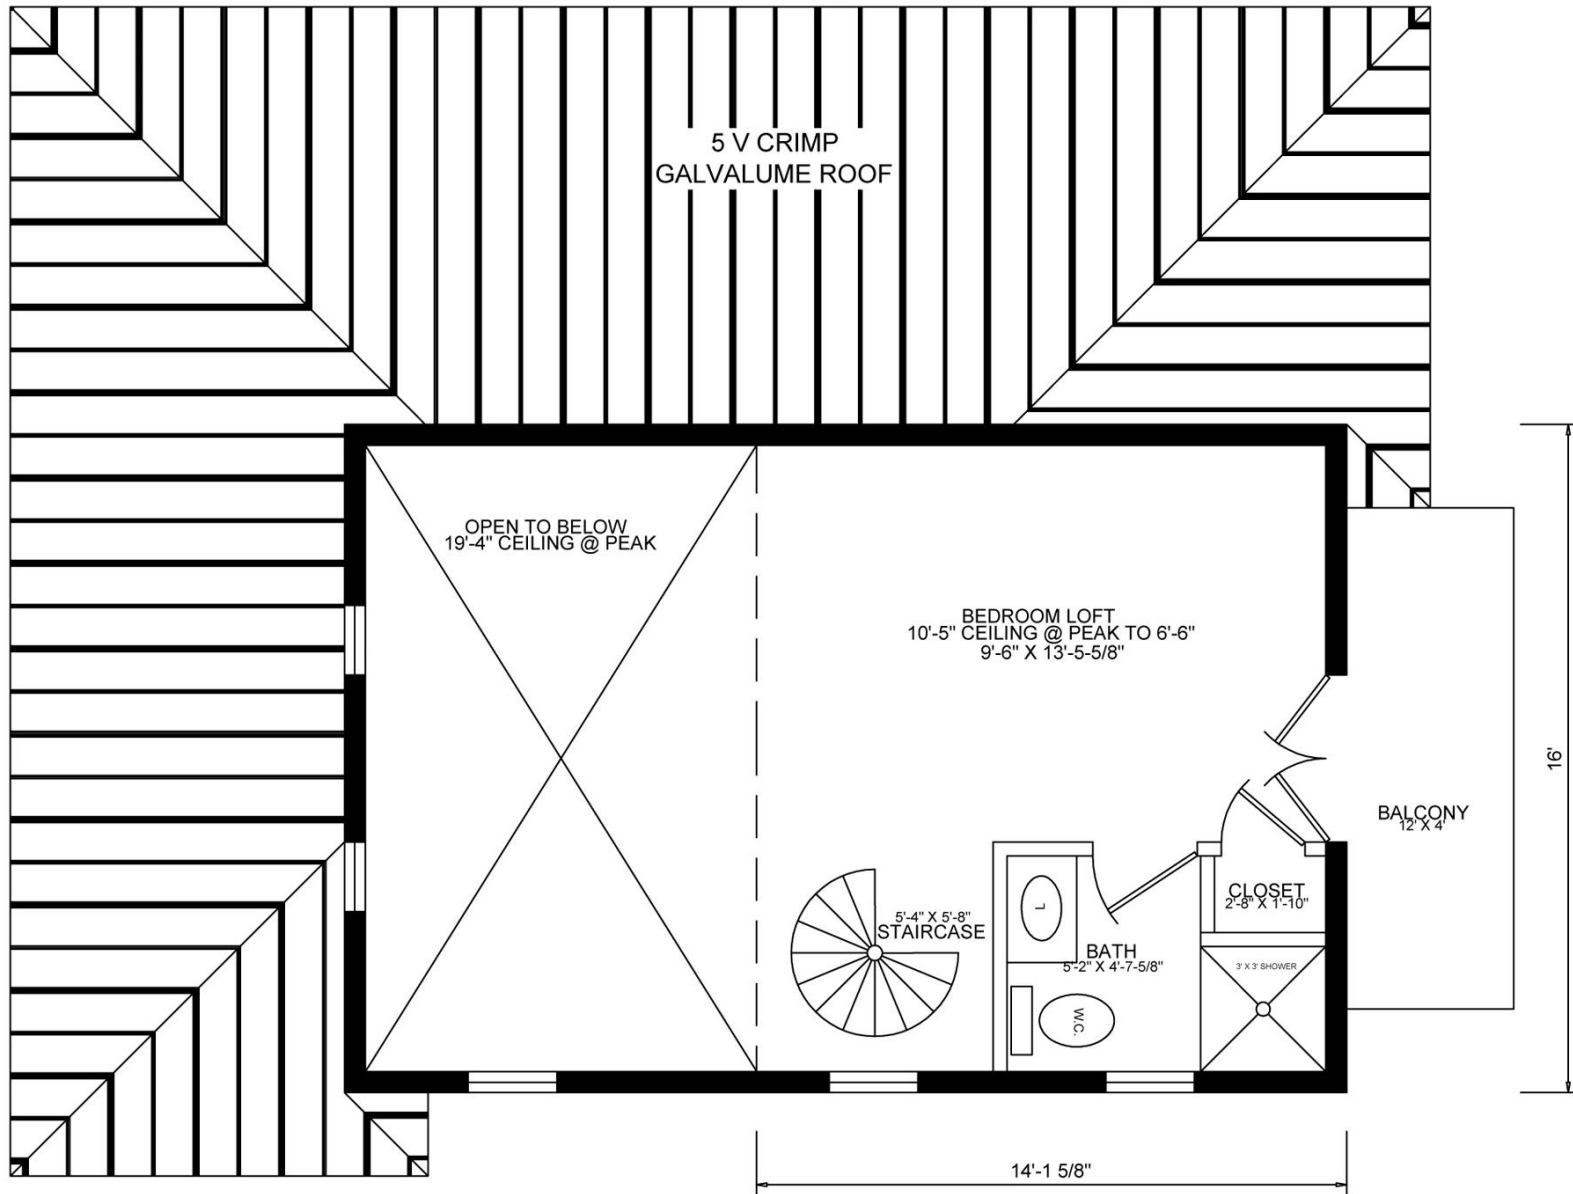 5 V CRIMP
GALVALUME ROOF
OPEN TO BELOW
19'-4" CEILING @ PEAK
BEDROOM LOFT
10'-5" CEILING @ PEAK TO 6'-6"
9'-6" X 13'-5-5/8"
16'
BALCONY
12' X 4'
CLOSET
2'-8" X 1'-10"
5'-4" X 5'-8"
STAIRCASE
L
BATH
5'-2" X 4'-7-5/8"
3' X 3' SHOWER
W.C.
14'-1 5/8"